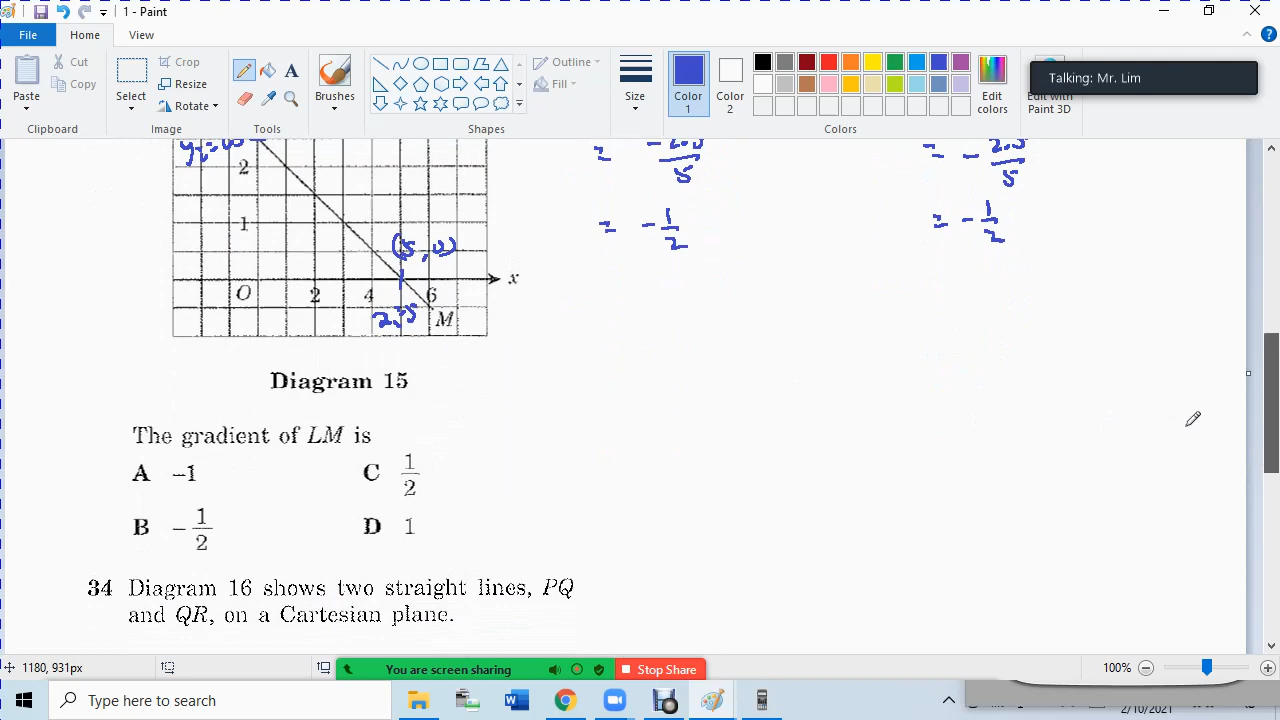 1 - Paint
File Home View
Paste
Cut
Copy
Clipboard
Select
Crop
Resize
Rotate
Image
Tools
Brushes
Outline
Fill
Shapes
Size
Color 1
Color 2
Edit colors
Edit with Paint 3D
Colors
Talking: Mr. Lim
2
1
(5, 0)
O 2 4 6 x
M
Diagram 15
The gradient of LM is
A −1 C 1/2
B −1/2 D 1
34 Diagram 16 shows two straight lines, PQ
and QR, on a Cartesian plane.
= −2.5/5
= −1/2
= −2.5/5
= −1/2
1180, 931px
You are screen sharing
Stop Share
100%
Type here to search
2/10/2021